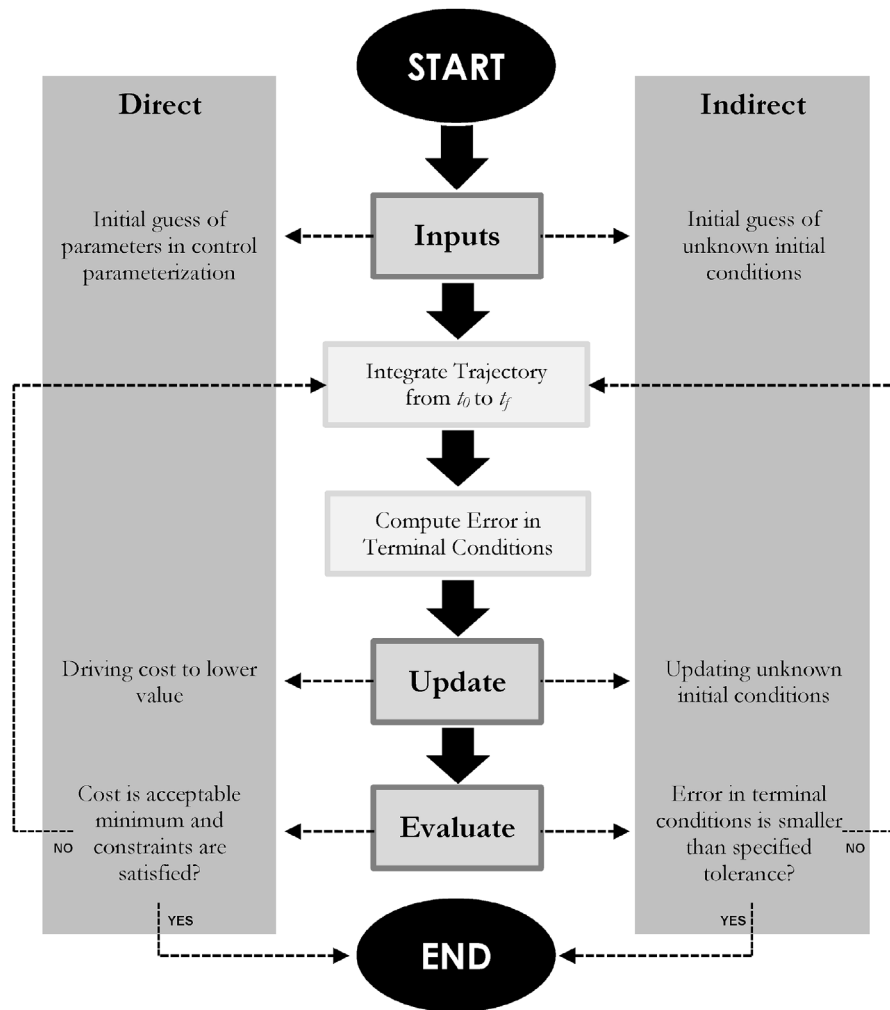 START
Direct
Indirect
Initial guess of
parameters in control
parameterization
Inputs
Initial guess of
unknown initial
conditions
Integrate Trajectory
from t₀ to t_f
Compute Error in
Terminal Conditions
Driving cost to lower
value
Update
Updating unknown
initial conditions
Cost is acceptable
minimum and
constraints are
satisfied?
Evaluate
Error in terminal
conditions is smaller
than specified
tolerance?
NO
NO
YES
YES
END